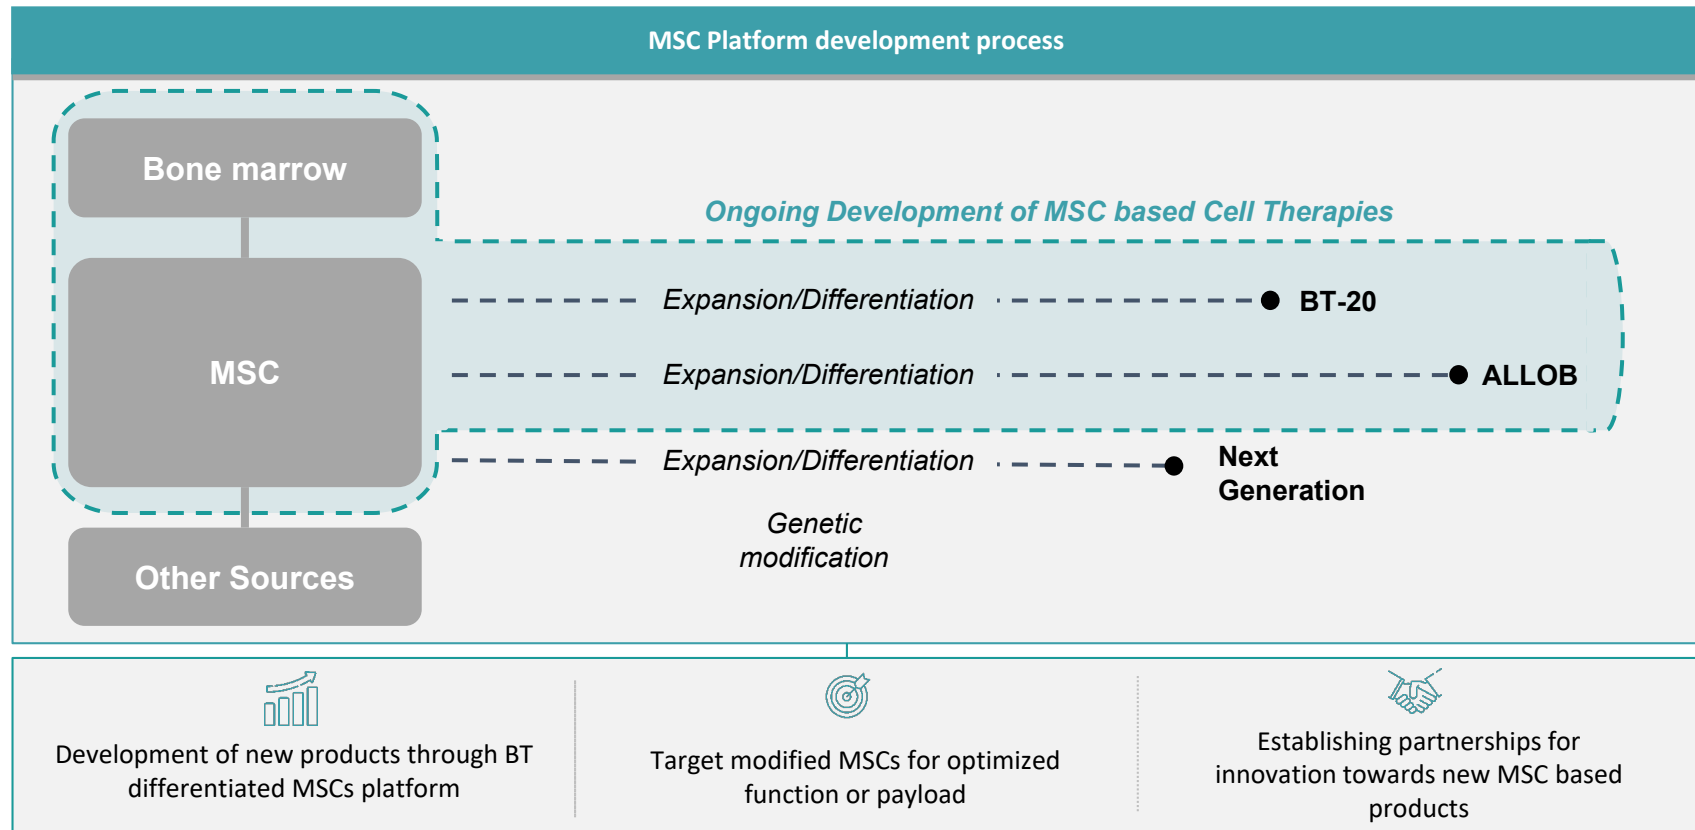 MSC Platform development process
Bone marrow
Ongoing Development of MSC based Cell Therapies
Expansion/Differentiation
BT-20
MSC
Expansion/Differentiation
ALLOB
Expansion/Differentiation
Next
Generation
Genetic
modification
Other Sources
Development of new products through BT
differentiated MSCs platform
Target modified MSCs for optimized
function or payload
Establishing partnerships for
innovation towards new MSC based
products